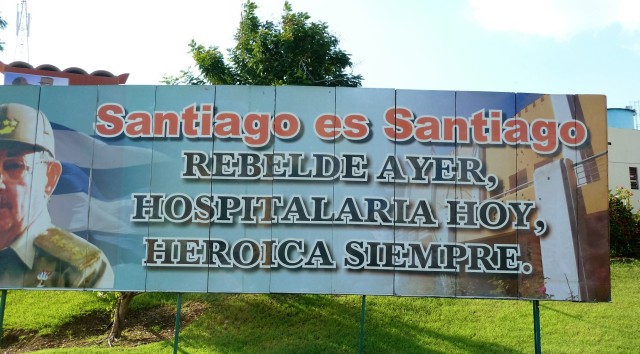 Santiago es Santiago
REBELDE AYER,
HOSPITALARIA HOY,
HEROICA SIEMPRE.